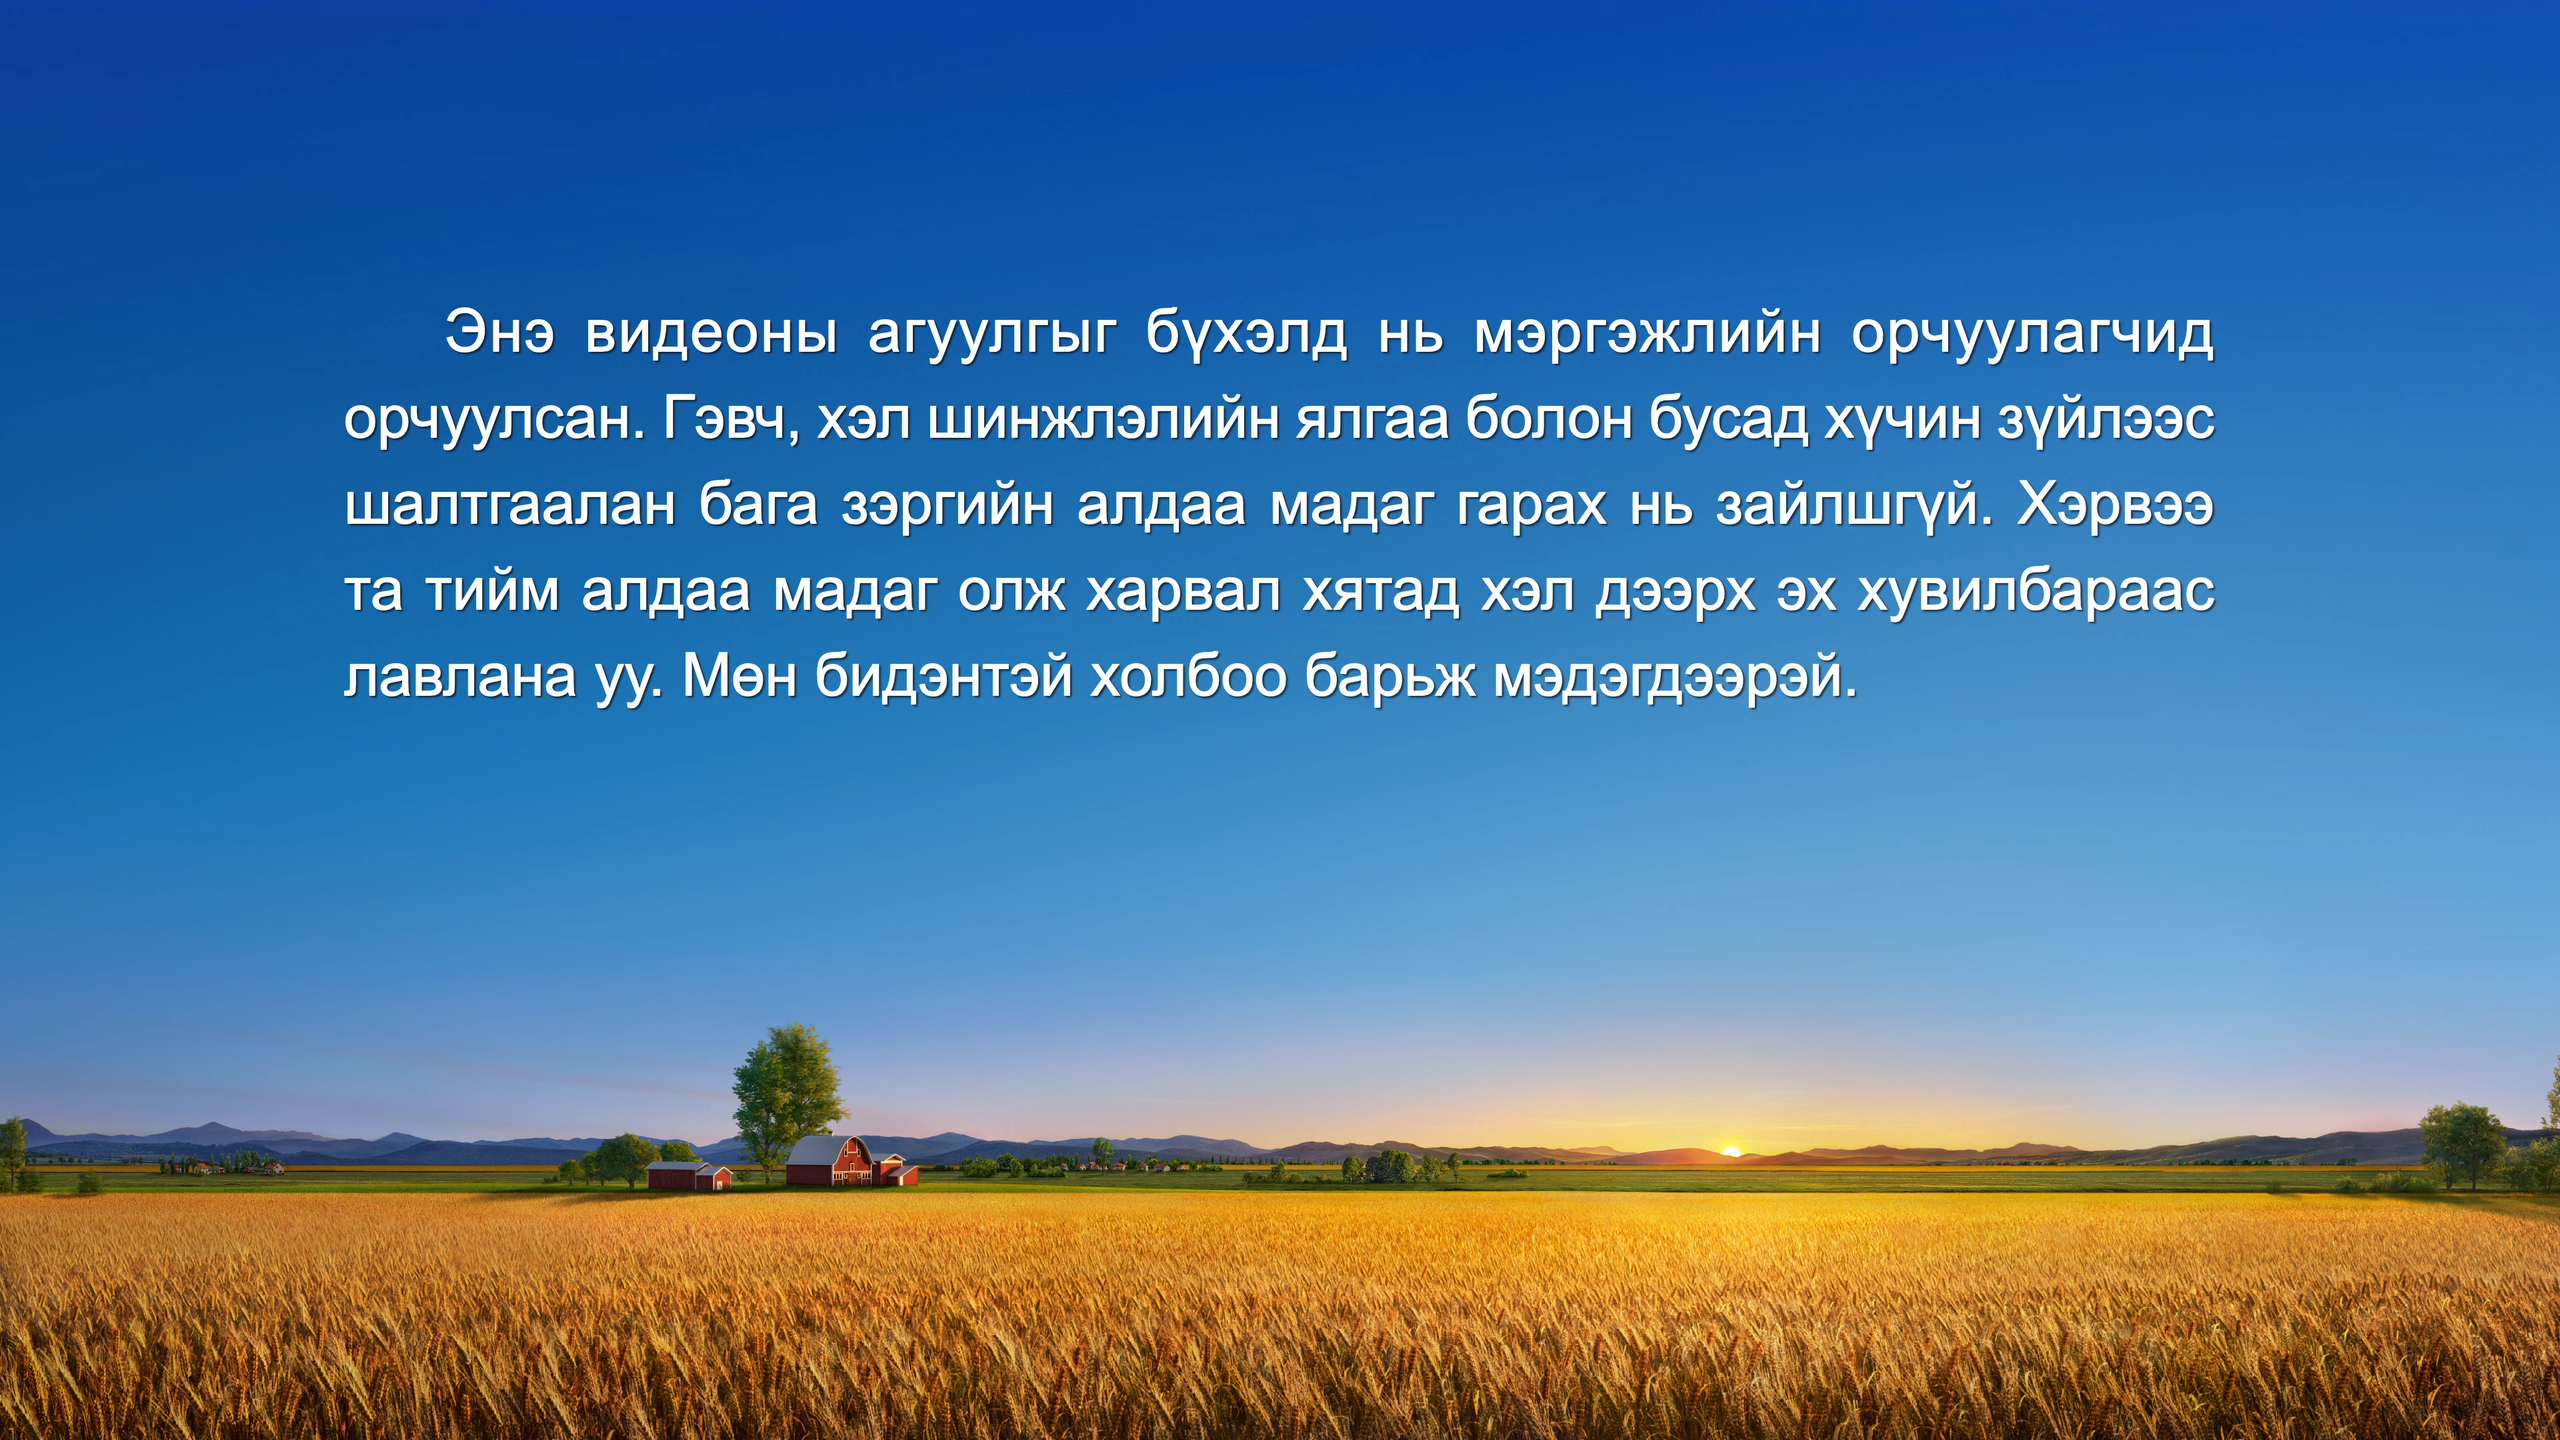 Энэ видеоны агуулгыг бүхэлд нь мэргэжлийн орчуулагчид
орчуулсан. Гэвч, хэл шинжлэлийн ялгаа болон бусад хүчин зүйлээс
шалтгаалан бага зэргийн алдаа мадаг гарах нь зайлшгүй. Хэрвээ
та тийм алдаа мадаг олж харвал хятад хэл дээрх эх хувилбараас
лавлана уу. Мөн бидэнтэй холбоо барьж мэдэгдээрэй.